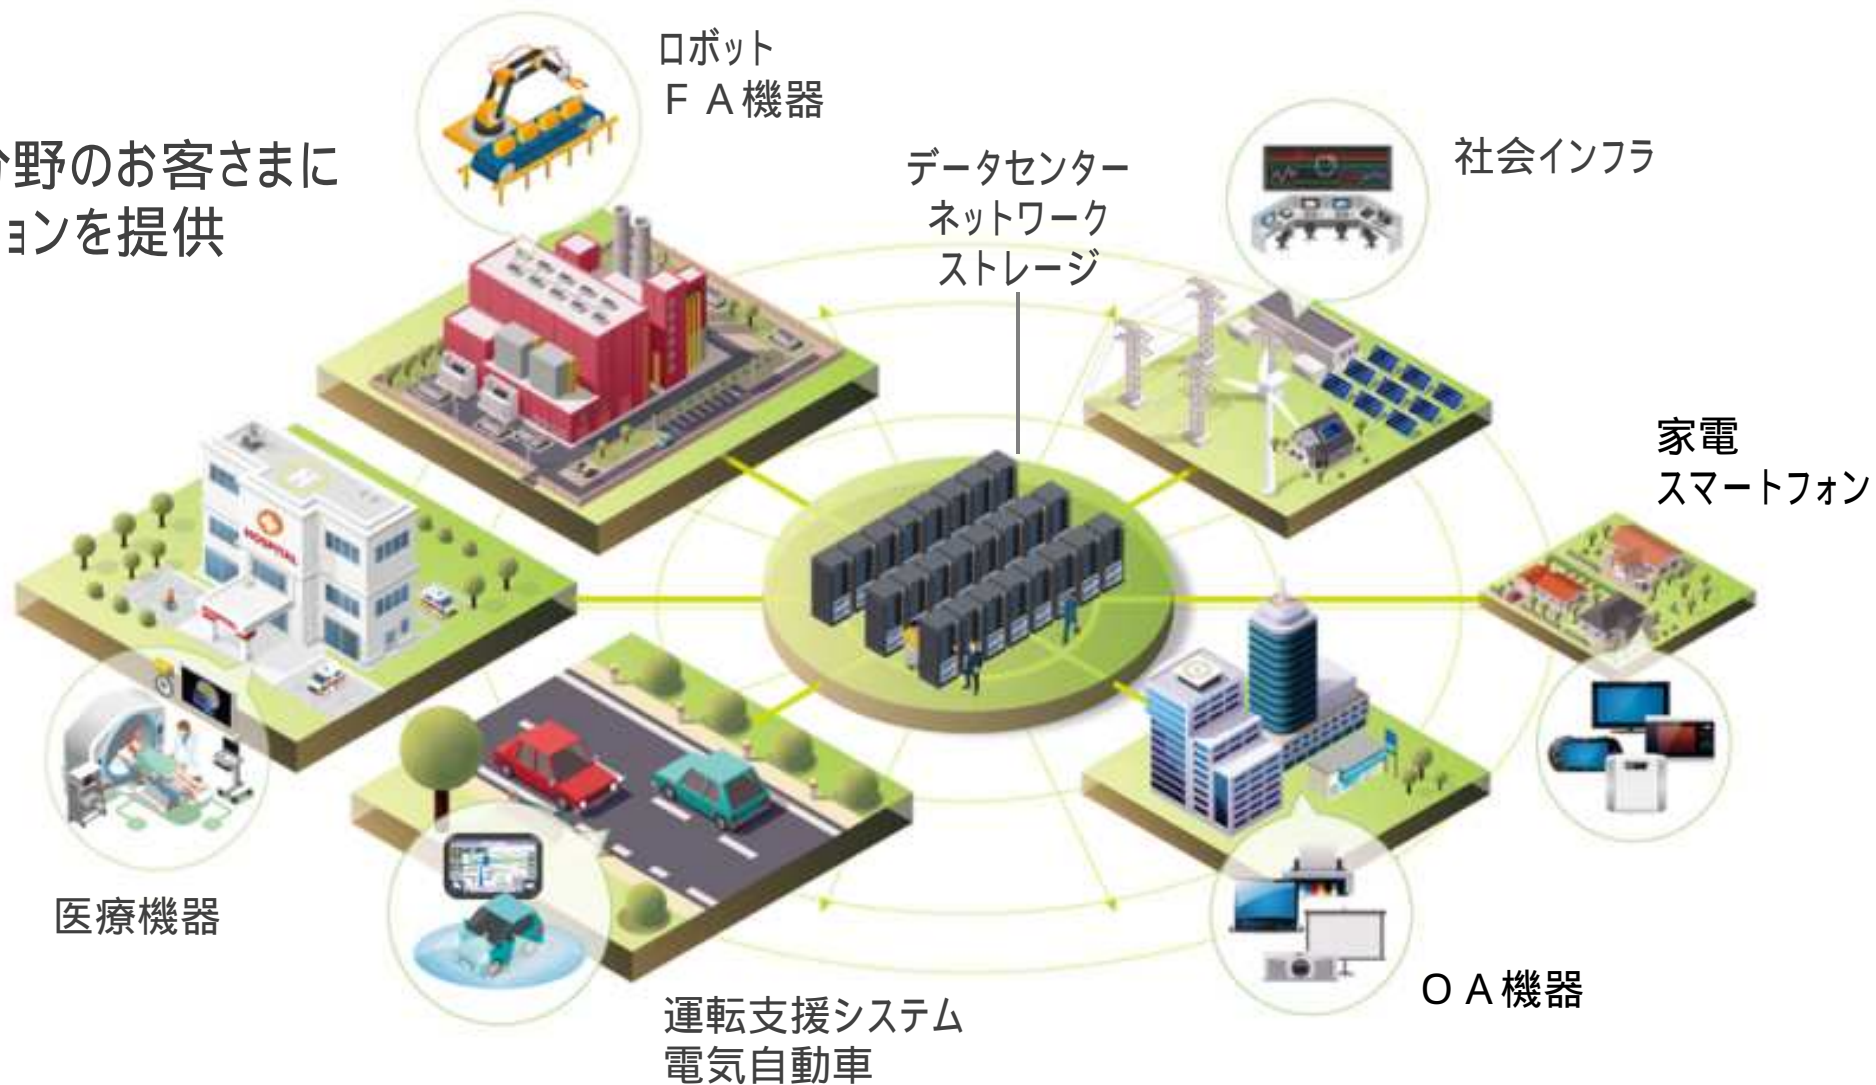 ロボット
ＦＡ機器
分野のお客さまに
ョンを提供
データセンター
ネットワーク
ストレージ
社会インフラ
家電
スマートフォン
HOSPITAL
医療機器
運転支援システム
電気自動車
ＯＡ機器